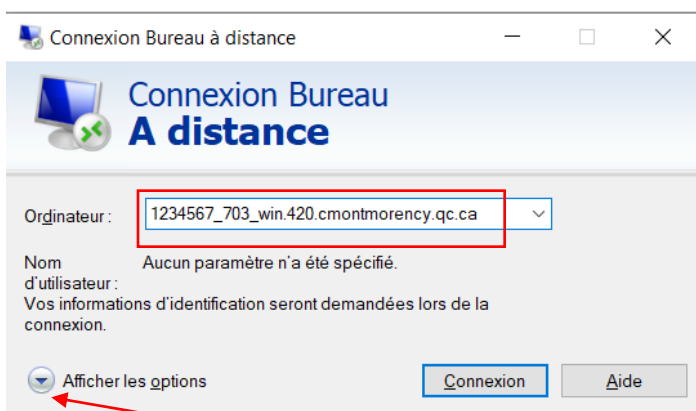 Connexion Bureau à distance
Connexion Bureau
A distance
Ordinateur :
1234567_703_win.420.cmontmorency.qc.ca
Nom
d'utilisateur :
Aucun paramètre n'a été spécifié.
Vos informations d'identification seront demandées lors de la
connexion.
Afficher les options
Connexion
Aide